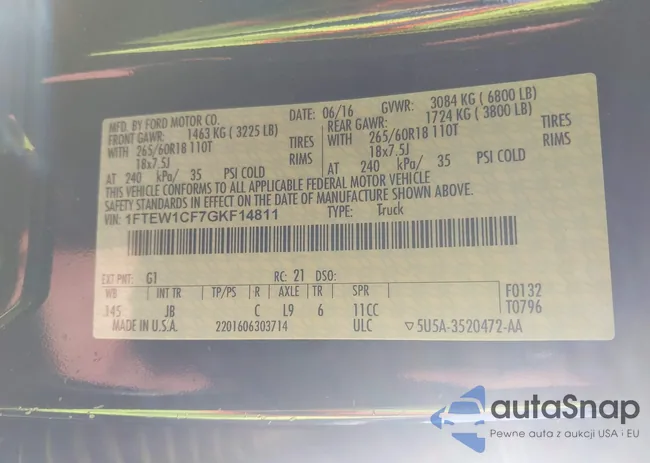 MFD. BY FORD MOTOR CO. DATE: 06/16 GVWR: 3084 KG ( 6800 LB)
FRONT GAWR: 1463 KG ( 3225 LB) REAR GAWR: 1724 KG ( 3800 LB)
WITH 265/60R18 110T TIRES WITH 265/60R18 110T TIRES
18x7.5J RIMS 18x7.5J RIMS
AT 240 kPa/ 35 PSI COLD AT 240 kPa/ 35 PSI COLD
THIS VEHICLE CONFORMS TO ALL APPLICABLE FEDERAL MOTOR VEHICLE
SAFETY STANDARDS IN EFFECT ON THE DATE OF MANUFACTURE SHOWN ABOVE.
VIN: 1FTEW1CF7GKF14811 TYPE: Truck
EXT PNT: G1 RC: 21 DSO:
WB INT TR TP/PS R AXLE TR SPR F0132
145 JB C L9 6 11CC T0796
MADE IN U.S.A. 2201606303714 ULC ▽5U5A-3520472-AA
autaSnap
Pewne auta z aukcji USA i EU